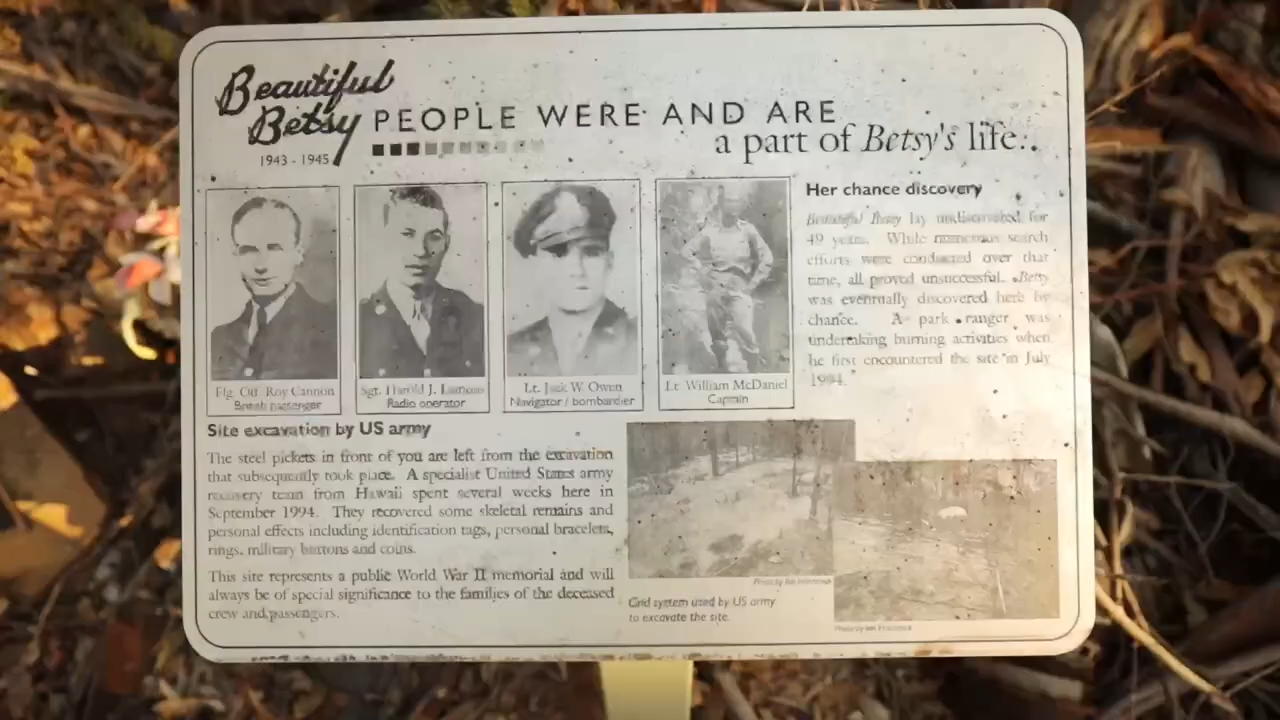 Beautiful
Betsy
1943 - 1945
PEOPLE WERE AND ARE
a part of Betsy's life...
Flg. Off. Roy Cannon
British passenger
Sgt. Harold J.
Radio operator
Lt. Jack W. Owen
Navigator / bombardier
Lt. William McDaniel
Captain
Her chance discovery
Beautiful Betsy lay undiscovered for
49 years. While numerous search
efforts were conducted over that
time, all proved unsuccessful. Betsy
was eventually discovered here by
chance. A park ranger was
undertaking burning activities when
he first encountered the site in July
1994.
Site excavation by US army
The steel pickets in front of you are left from the excavation
that subsequently took place. A specialist United States army
recovery team from Hawaii spent several weeks here in
September 1994. They recovered some skeletal remains and
personal effects including identification tags, personal bracelets,
rings, military buttons and coins.
This site represents a public World War II memorial and will
always be of special significance to the families of the deceased
crew and passengers.
Photo by Ian
Grid system used by US army
to excavate the site.
Photo by Ian